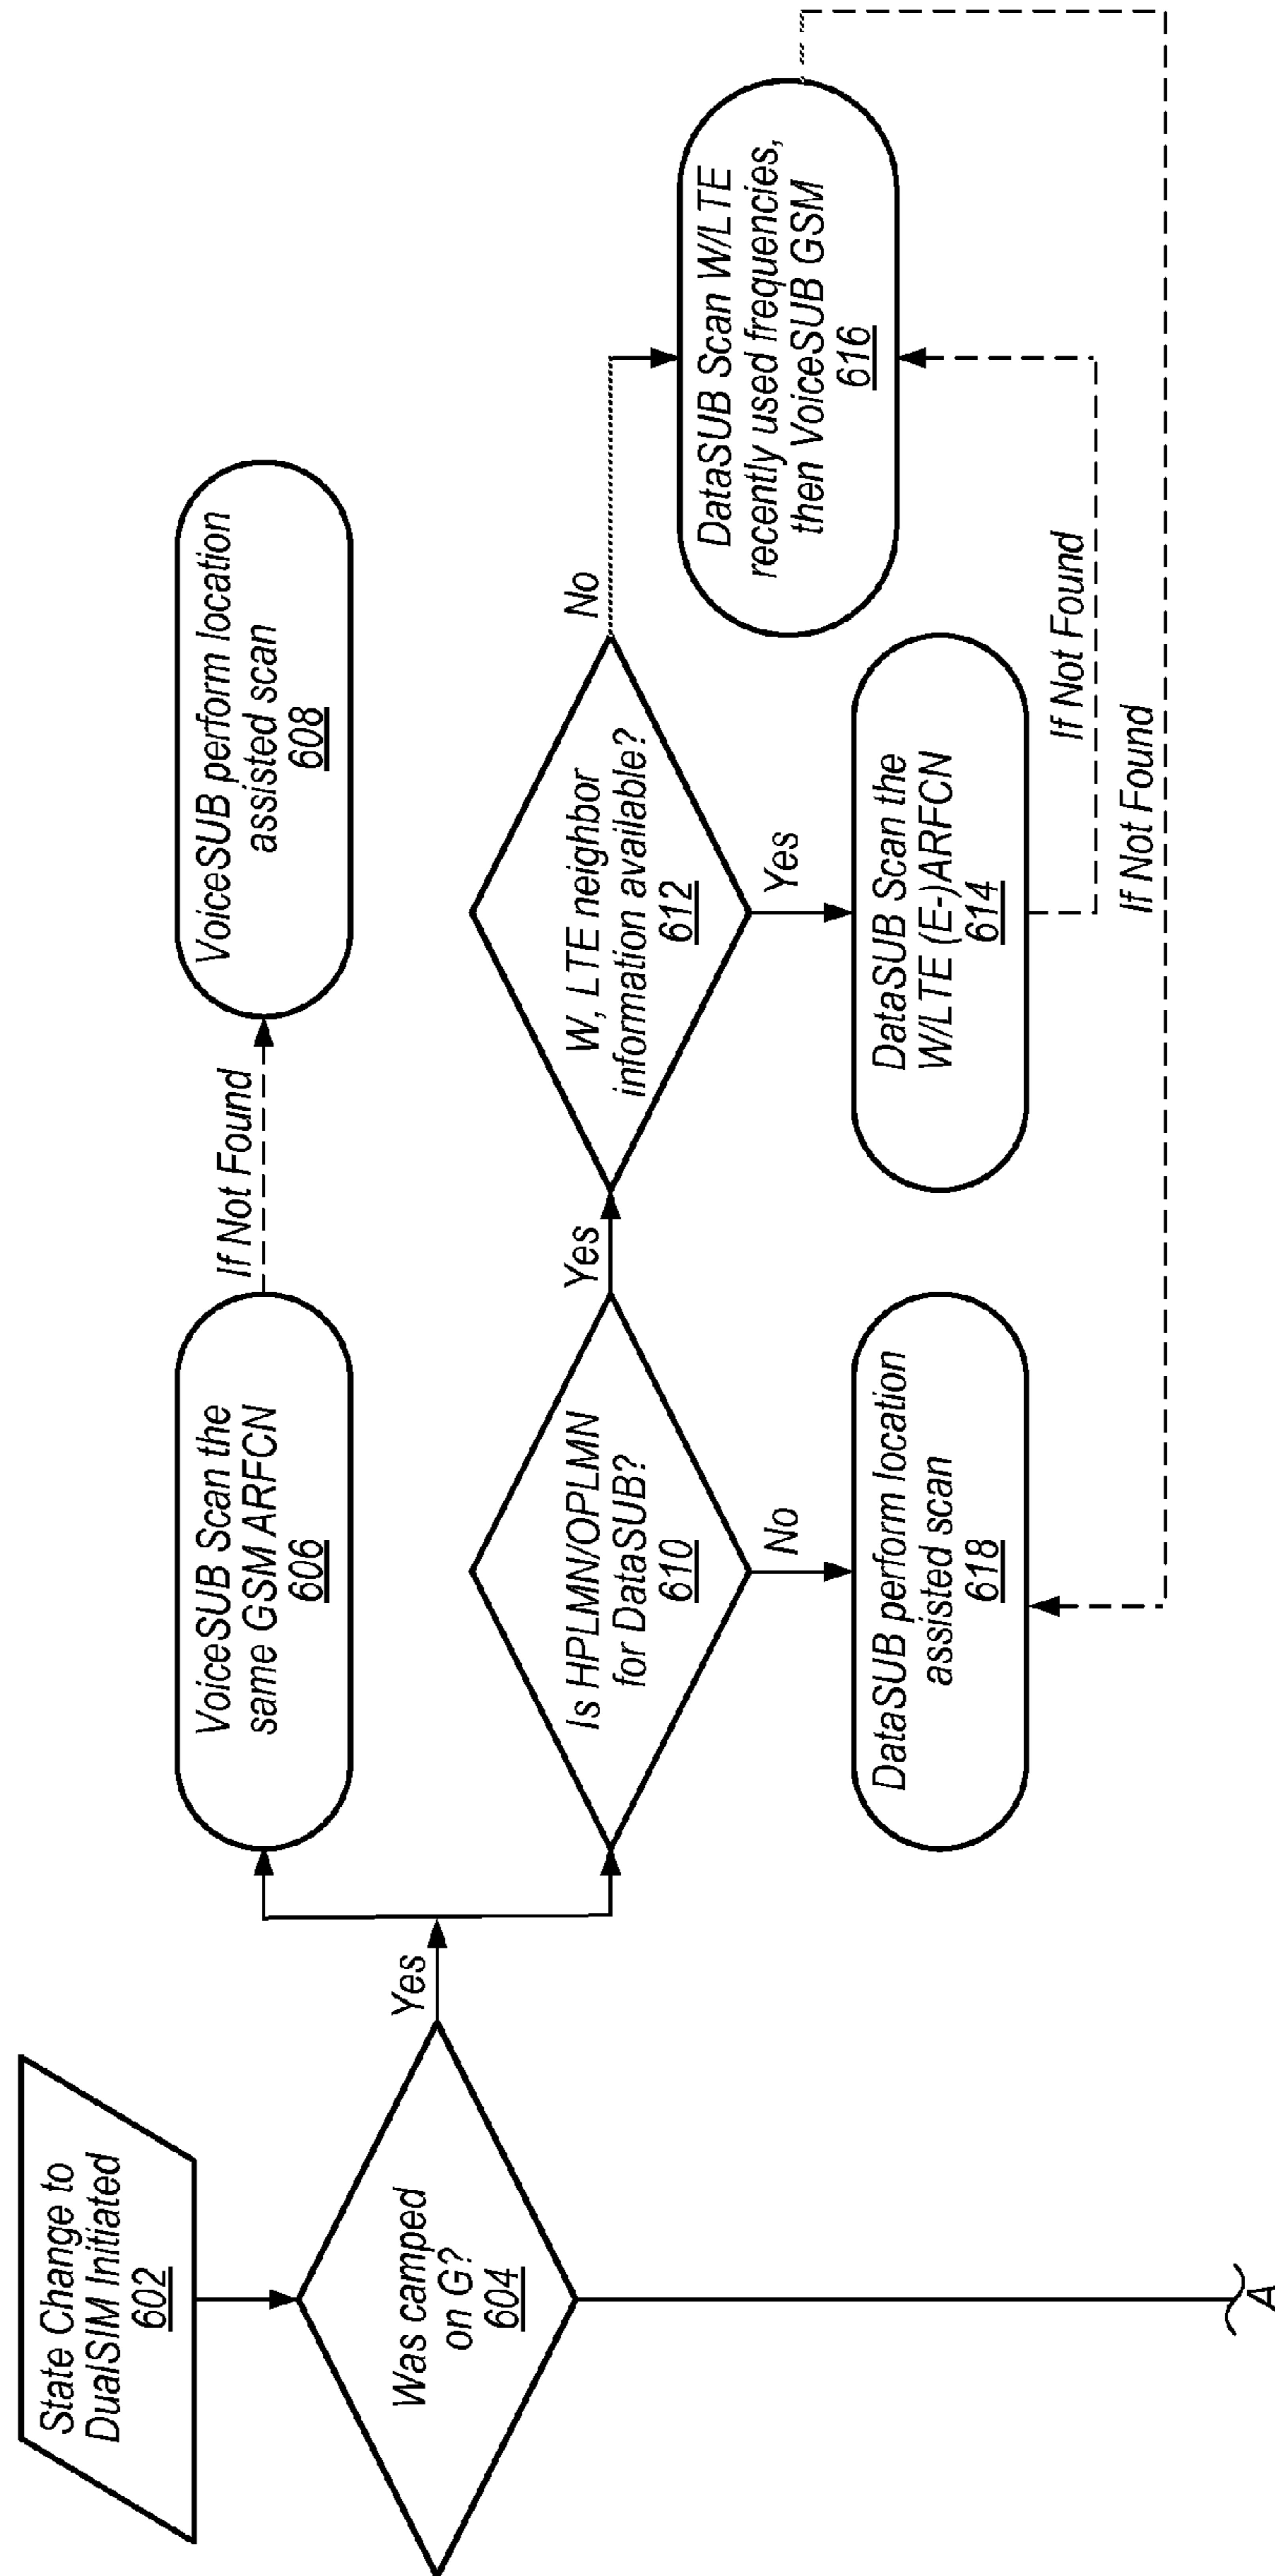 State Change to
DualSIM Initiated
602
Was camped
on G?
604
Yes
VoiceSUB Scan the
same GSM ARFCN
606
If Not Found
VoiceSUB perform location
assisted scan
608
Is HPLMN/OPLMN
for DataSUB?
610
Yes
No
W, LTE neighbor
information available?
612
No
Yes
DataSUB Scan the
W/LTE (E-)ARFCN
614
DataSUB Scan W/LTE
recently used frequencies,
then VoiceSUB GSM
616
If Not Found
If Not Found
DataSUB perform location
assisted scan
618
A